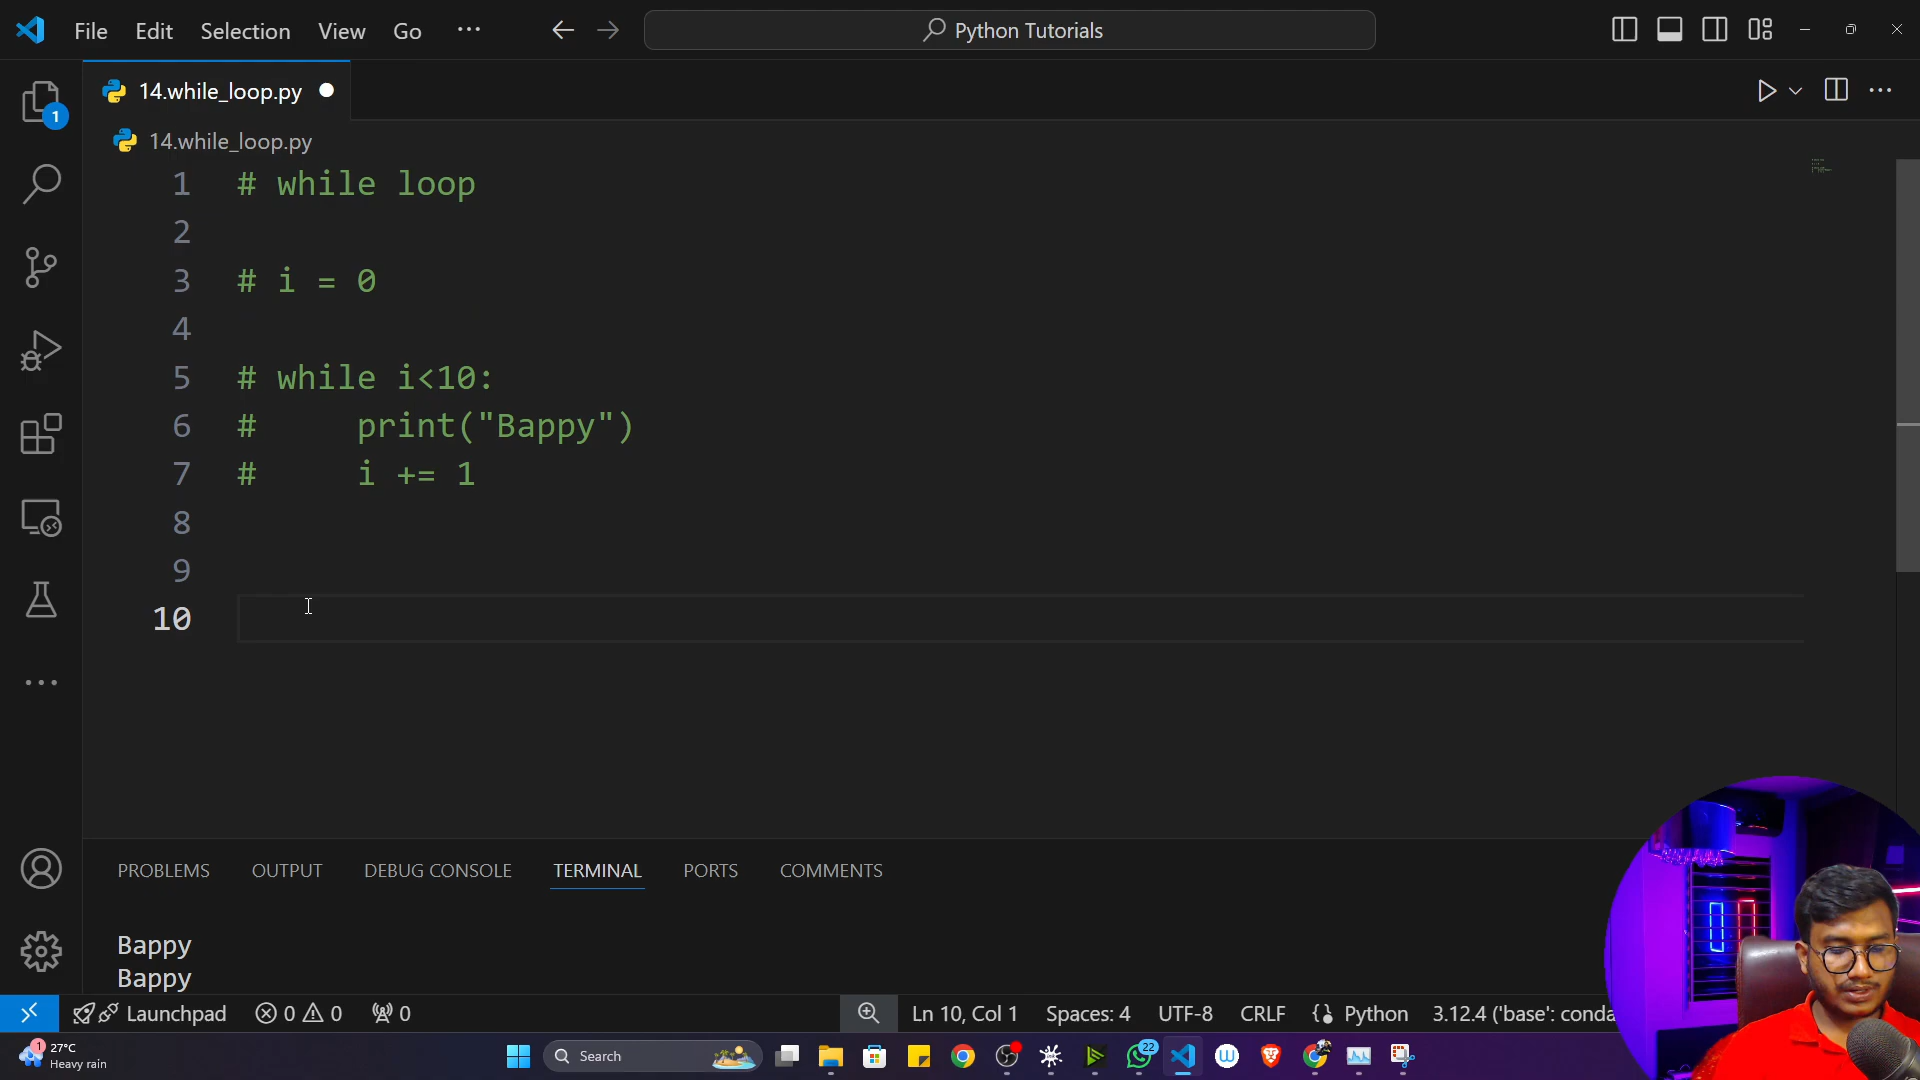 File Edit Selection View Go ··· Python Tutorials
14.while_loop.py
1
14.while_loop.py
1 # while loop
2
3 # i = 0
4
5 # while i<10:
6 #     print("Bappy")
7 #     i += 1
8
9
10
PROBLEMS OUTPUT DEBUG CONSOLE TERMINAL PORTS COMMENTS
Bappy
Bappy
Launchpad 0 0 0 Ln 10, Col 1 Spaces: 4 UTF-8 CRLF {} Python 3.12.4 ('base': conda
1 27°C
Heavy rain
Search
22